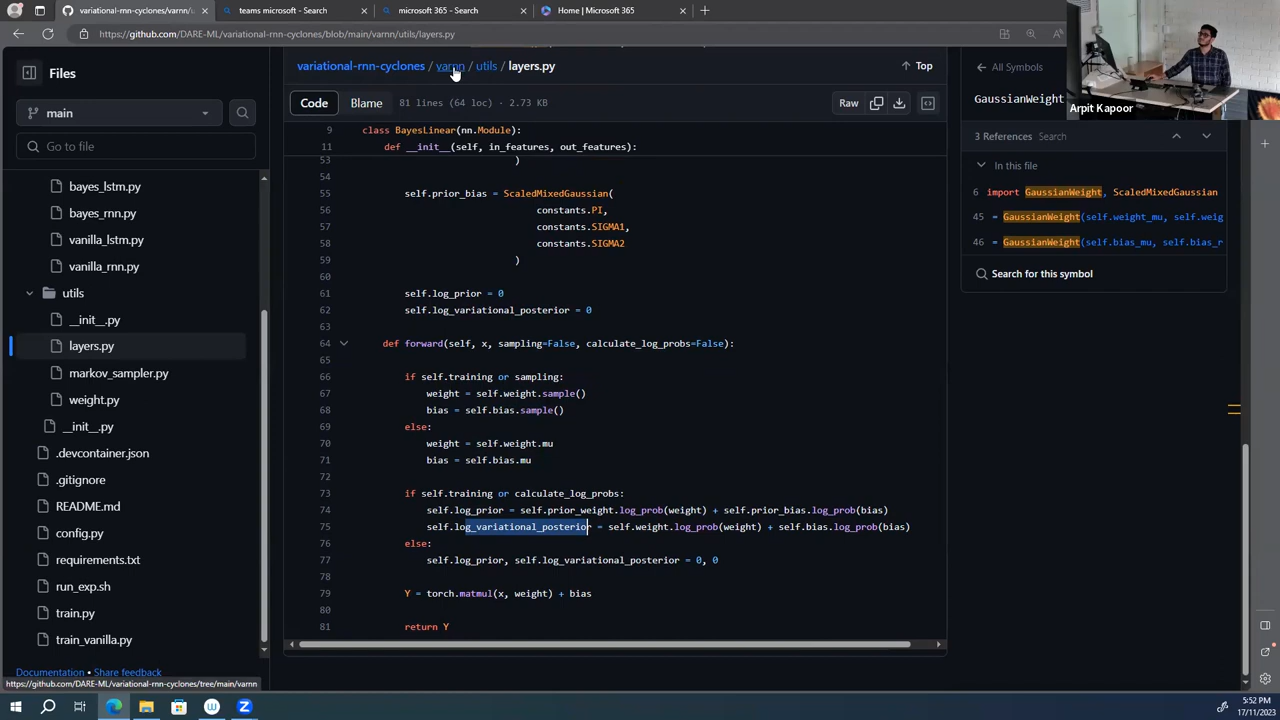 variational-rnn-cyclones/varnn/u
teams microsoft - Search
microsoft 365 - Search
Home | Microsoft 365
https://github.com/DARE-ML/variational-rnn-cyclones/blob/main/varnn/utils/layers.py
Files
variational-rnn-cyclones / varnn / utils / layers.py
Top
All Symbols
Arpit Kapoor
Code
Blame
81 lines (64 loc) · 2.73 KB
Raw
GaussianWeight
main
Go to file
3 References Search
In this file
6 import GaussianWeight, ScaledMixedGaussian
45 = GaussianWeight(self.weight_mu, self.weig
46 = GaussianWeight(self.bias_mu, self.bias_r
Search for this symbol
bayes_lstm.py
bayes_rnn.py
vanilla_lstm.py
vanilla_rnn.py
utils
__init__.py
layers.py
markov_sampler.py
weight.py
__init__.py
.devcontainer.json
.gitignore
README.md
config.py
requirements.txt
run_exp.sh
train.py
train_vanilla.py
Documentation · Share feedback
9 class BayesLinear(nn.Module):
11 def __init__(self, in_features, out_features):
53 )
54
55 self.prior_bias = ScaledMixedGaussian(
56 constants.PI,
57 constants.SIGMA1,
58 constants.SIGMA2
59 )
60
61 self.log_prior = 0
62 self.log_variational_posterior = 0
63
64 def forward(self, x, sampling=False, calculate_log_probs=False):
65
66 if self.training or sampling:
67 weight = self.weight.sample()
68 bias = self.bias.sample()
69 else:
70 weight = self.weight.mu
71 bias = self.bias.mu
72
73 if self.training or calculate_log_probs:
74 self.log_prior = self.prior_weight.log_prob(weight) + self.prior_bias.log_prob(bias)
75 self.log_variational_posterior = self.weight.log_prob(weight) + self.bias.log_prob(bias)
76 else:
77 self.log_prior, self.log_variational_posterior = 0, 0
78
79 Y = torch.matmul(x, weight) + bias
80
81 return Y
https://github.com/DARE-ML/variational-rnn-cyclones/tree/main/varnn
5:52 PM
17/11/2023